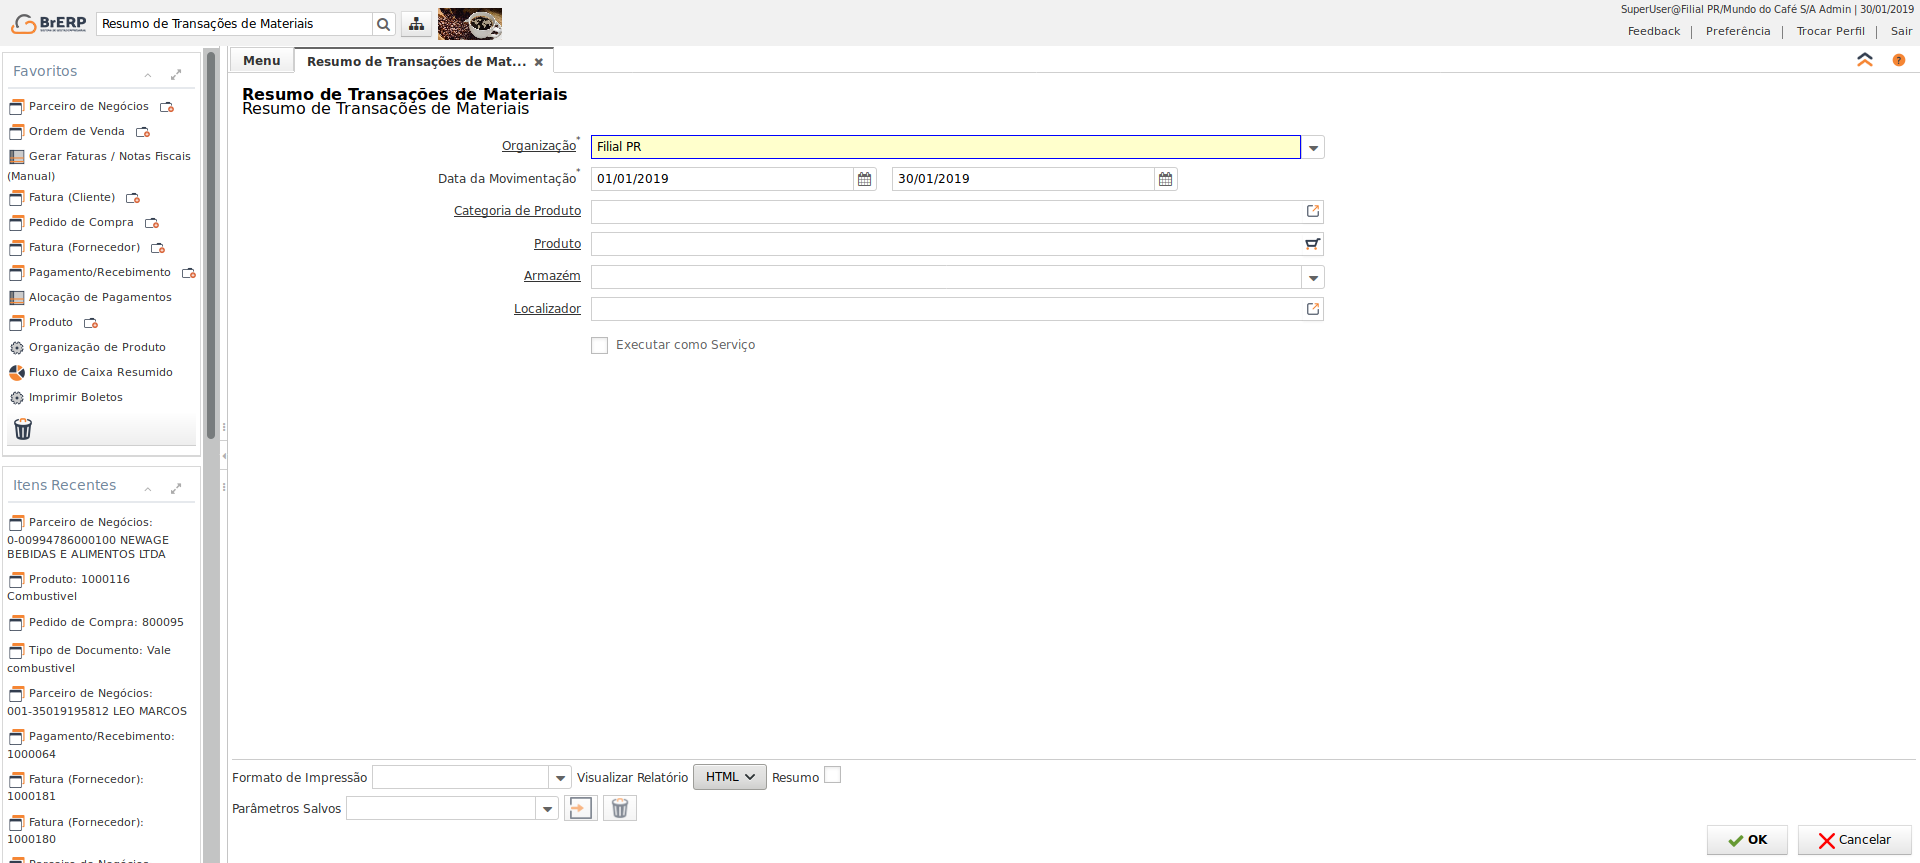 BrERP
Resumo de Transações de Materiais
SuperUser@Filial PR/Mundo do Café S/A Admin | 30/01/2019
Feedback | Preferência | Trocar Perfil | Sair
Favoritos
Parceiro de Negócios
Ordem de Venda
Gerar Faturas / Notas Fiscais
(Manual)
Fatura (Cliente)
Pedido de Compra
Fatura (Fornecedor)
Pagamento/Recebimento
Alocação de Pagamentos
Produto
Organização de Produto
Fluxo de Caixa Resumido
Imprimir Boletos
Itens Recentes
Parceiro de Negócios:
0-00994786000100 NEWAGE
BEBIDAS E ALIMENTOS LTDA
Produto: 1000116
Combustivel
Pedido de Compra: 800095
Tipo de Documento: Vale
combustivel
Parceiro de Negócios:
001-35019195812 LEO MARCOS
Pagamento/Recebimento:
1000064
Fatura (Fornecedor):
1000181
Fatura (Fornecedor):
1000180
Parceiro de Negócios
Menu
Resumo de Transações de Mat...
Resumo de Transações de Materiais
Resumo de Transações de Materiais
Organização* Filial PR
Data da Movimentação* 01/01/2019 30/01/2019
Categoria de Produto
Produto
Armazém
Localizador
Executar como Serviço
Formato de Impressão Visualizar Relatório HTML Resumo
Parâmetros Salvos
OK Cancelar